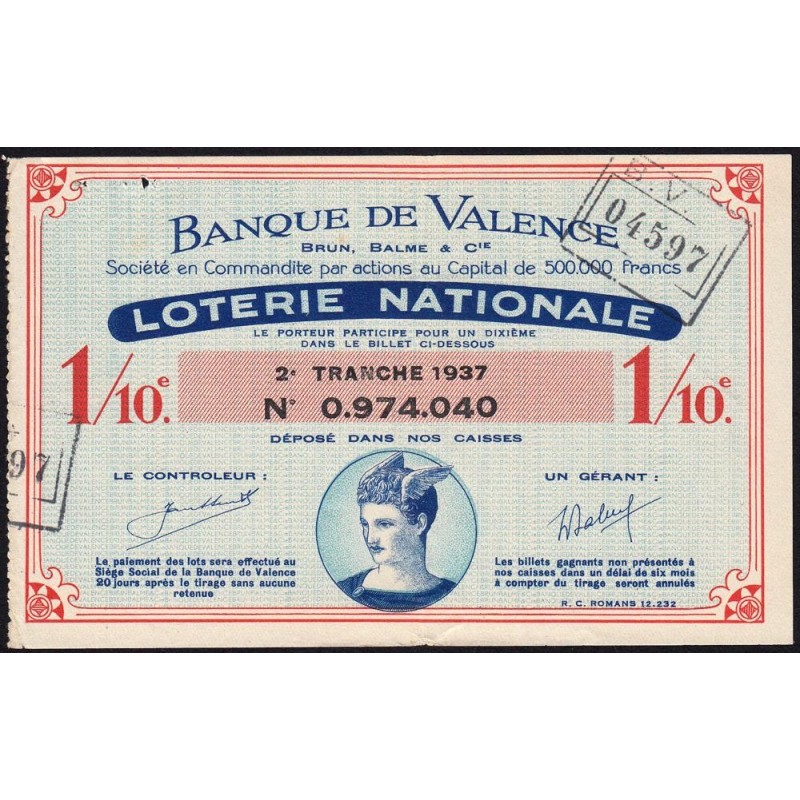 BANQUE DE VALENCE
BRUN, BALME & CIE
Société en Commandite par actions au Capital de 500.000 francs
LOTERIE NATIONALE
LE PORTEUR PARTICIPE POUR UN DIXIÈME
DANS LE BILLET CI-DESSOUS
1/10e.
2e TRANCHE 1937
N° 0.974.040
1/10e.
DÉPOSÉ DANS NOS CAISSES
LE CONTROLEUR :
UN GÉRANT :
Le paiement des lots sera effectué au
Siège Social de la Banque de Valence
20 jours après le tirage sans aucune
retenue
Les billets gagnants non présentés à
nos caisses dans un délai de six mois
à compter du tirage seront annulés
R. C. ROMANS 12.232
B.V
04597
97